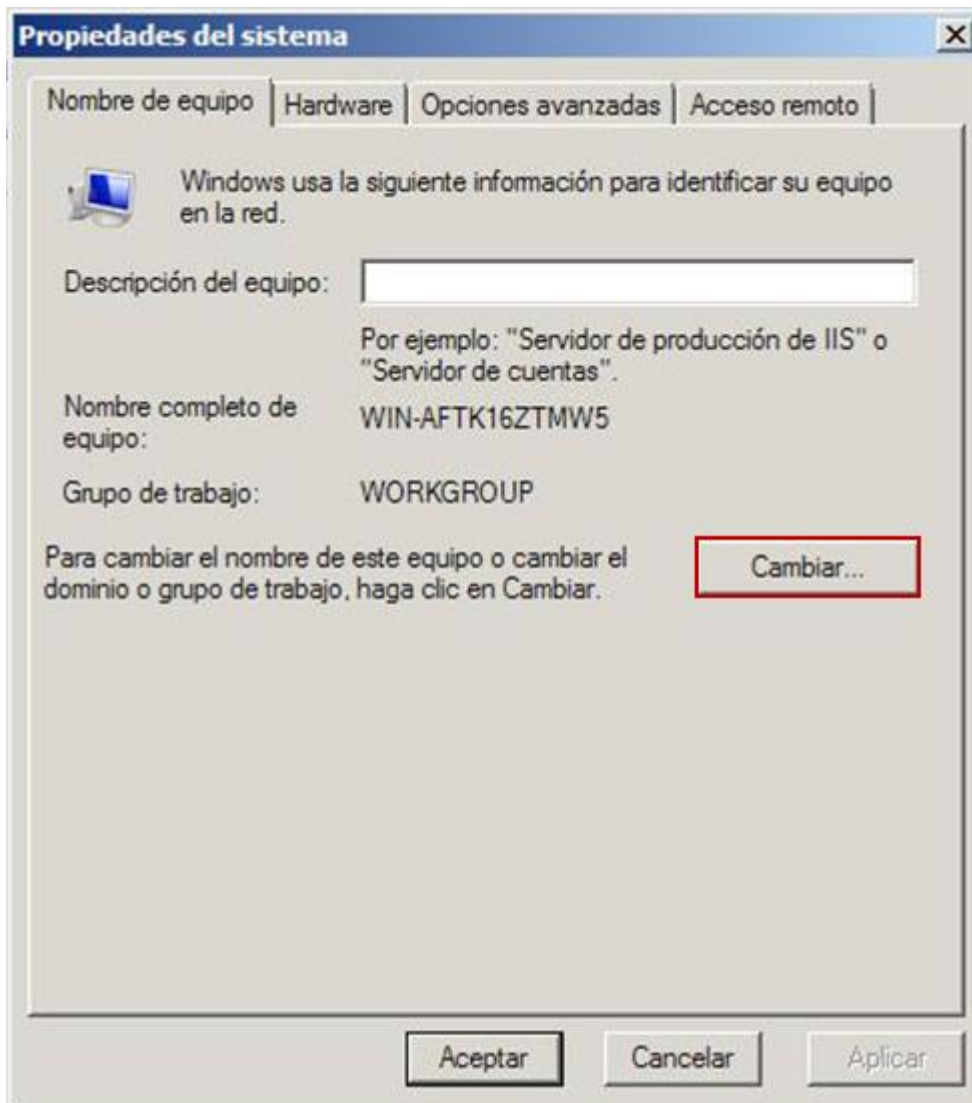 Propiedades del sistema
Nombre de equipo
Hardware
Opciones avanzadas
Acceso remoto
Windows usa la siguiente información para identificar su equipo
en la red.
Descripción del equipo:
Por ejemplo: "Servidor de producción de IIS" o
"Servidor de cuentas".
Nombre completo de
equipo:
WIN-AFTK16ZTMW5
Grupo de trabajo:
WORKGROUP
Para cambiar el nombre de este equipo o cambiar el
dominio o grupo de trabajo, haga clic en Cambiar.
Cambiar...
Aceptar
Cancelar
Aplicar